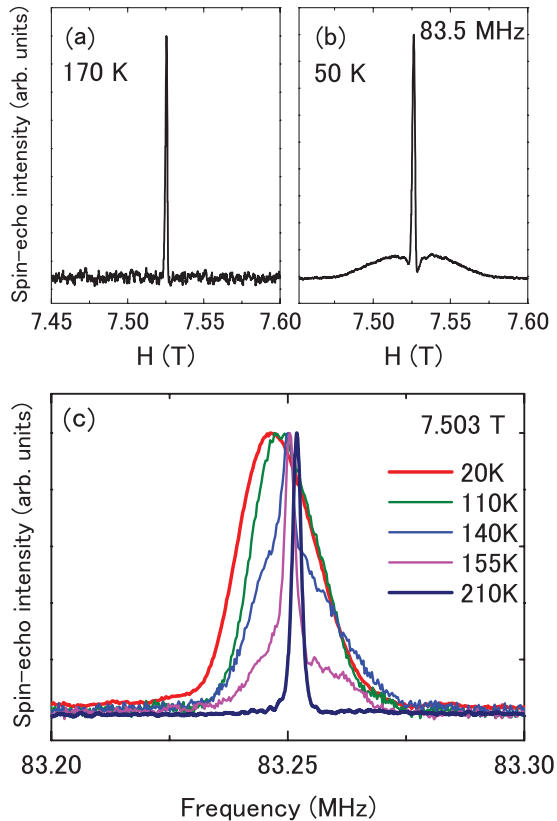 (a)
170 K
(b)
83.5 MHz
50 K
Spin-echo intensity (arb. units)
7.45 7.50 7.55 7.60
7.50 7.55 7.60
H (T)
H (T)
(c)
7.503 T
20K
110K
140K
155K
210K
Spin-echo intensity (arb. units)
83.20 83.25 83.30
Frequency (MHz)